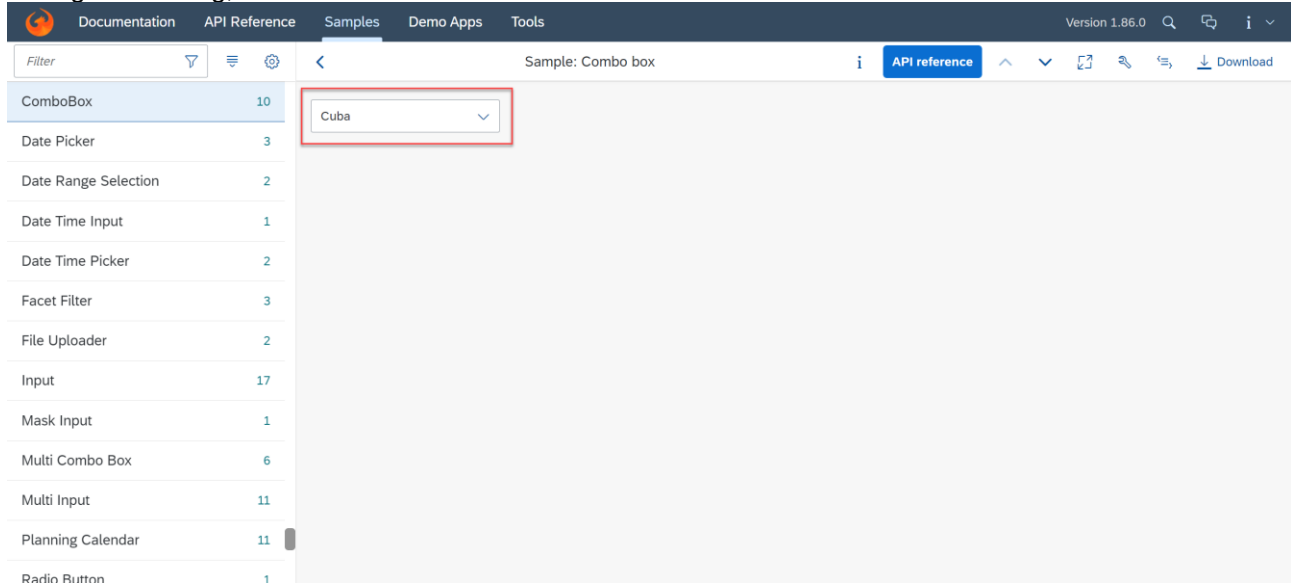 Documentation API Reference Samples Demo Apps Tools Version 1.86.0
Filter Sample: Combo box API reference Download
ComboBox 10
Cuba
Date Picker 3
Date Range Selection 2
Date Time Input 1
Date Time Picker 2
Facet Filter 3
File Uploader 2
Input 17
Mask Input 1
Multi Combo Box 6
Multi Input 11
Planning Calendar 11
Radio Button 1